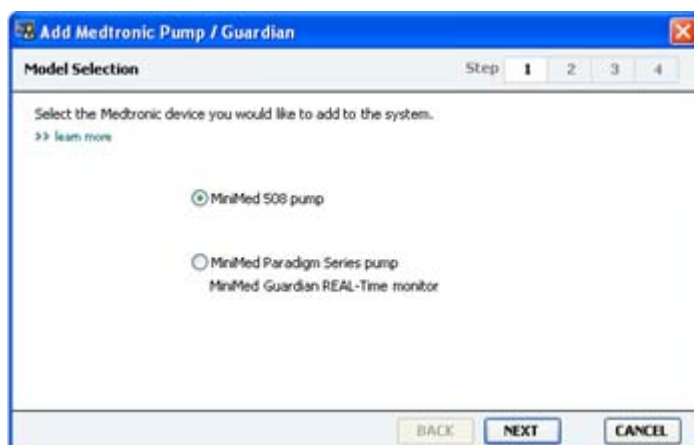 Add Medtronic Pump / Guardian
Model Selection Step 1 2 3 4
Select the Medtronic device you would like to add to the system.
>> learn more
MiniMed 508 pump
MiniMed Paradigm Series pump
MiniMed Guardian REAL-Time monitor
BACK NEXT CANCEL